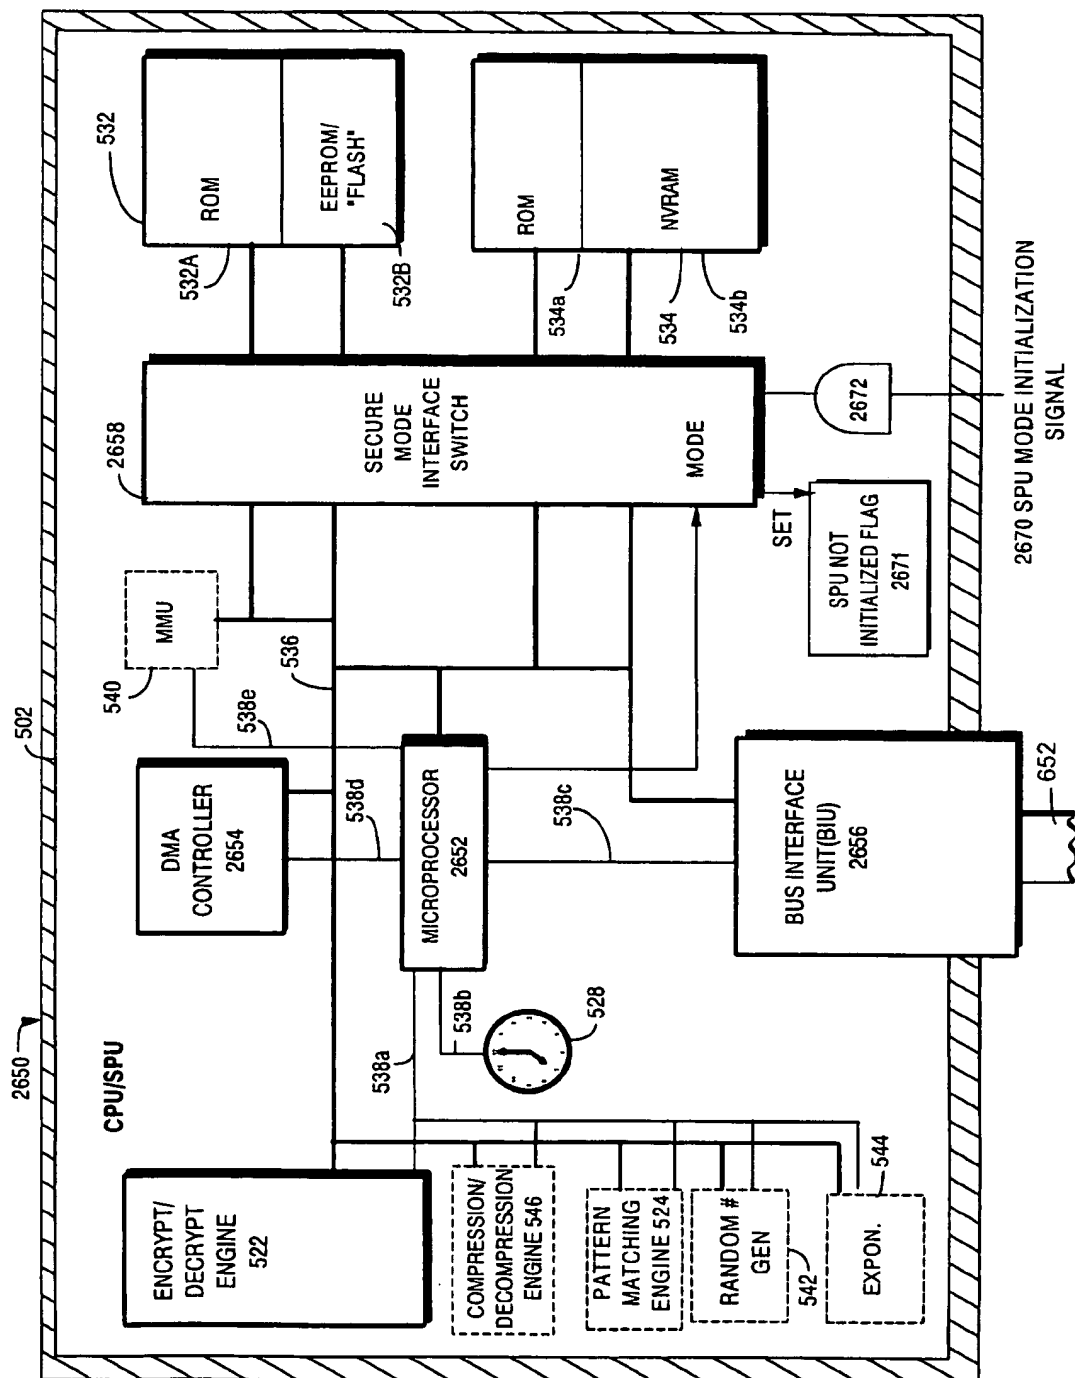 2650
502
CPU/SPU
ENCRYPT/
DECRYPT
ENGINE
522
DMA
CONTROLLER
2654
540
MMU
2658
532
ROM
EEPROM/
"FLASH"
532A
532B
538e
536
538d
538a
538b
528
MICROPROCESSOR
2652
538c
SECURE
MODE
INTERFACE
SWITCH
MODE
ROM
NVRAM
534a
534
534b
COMPRESSION/
DECOMPRESSION
ENGINE 546
PATTERN
MATCHING
ENGINE 524
RANDOM #
GEN
542
544
EXPON.
BUS INTERFACE
UNIT(BIU)
2656
652
SET
SPU NOT
INITIALIZED FLAG
2671
2672
2670 SPU MODE INITIALIZATION
SIGNAL